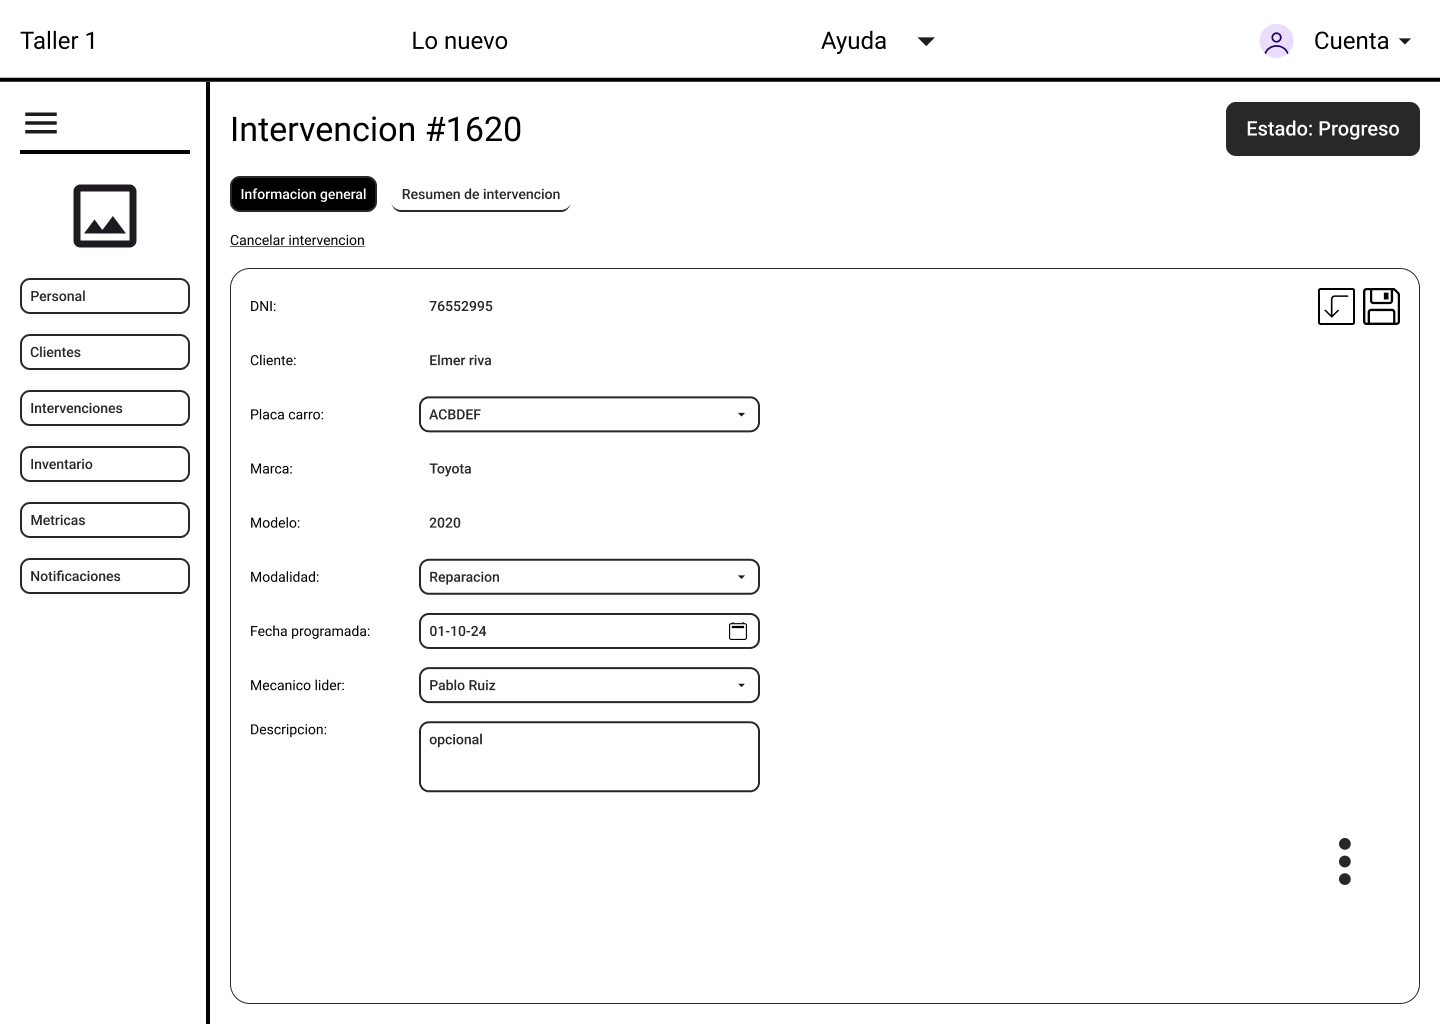 Taller 1
Lo nuevo
Ayuda
Cuenta
Intervencion #1620
Estado: Progreso
Informacion general
Resumen de intervencion
Cancelar intervencion
Personal
Clientes
Intervenciones
Inventario
Metricas
Notificaciones
DNI: 76552995
Cliente: Elmer riva
Placa carro: ACBDEF
Marca: Toyota
Modelo: 2020
Modalidad: Reparacion
Fecha programada: 01-10-24
Mecanico lider: Pablo Ruiz
Descripcion: opcional